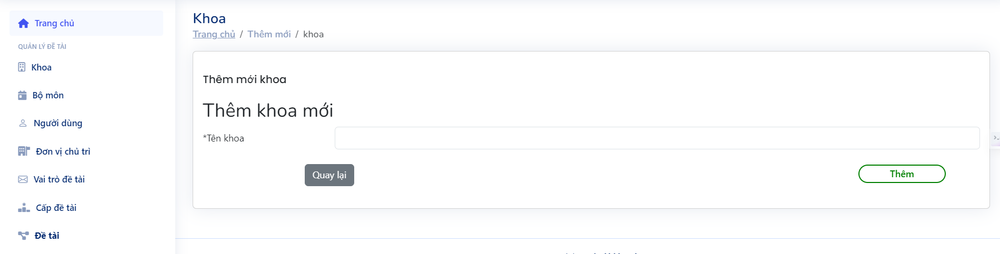 Trang chủ
QUẢN LÝ ĐỀ TÀI
Khoa
Bộ môn
Người dùng
Đơn vị chủ trì
Vai trò đề tài
Cấp đề tài
Đề tài
Khoa
Trang chủ / Thêm mới / khoa
Thêm mới khoa
Thêm khoa mới
*Tên khoa
Quay lại
Thêm